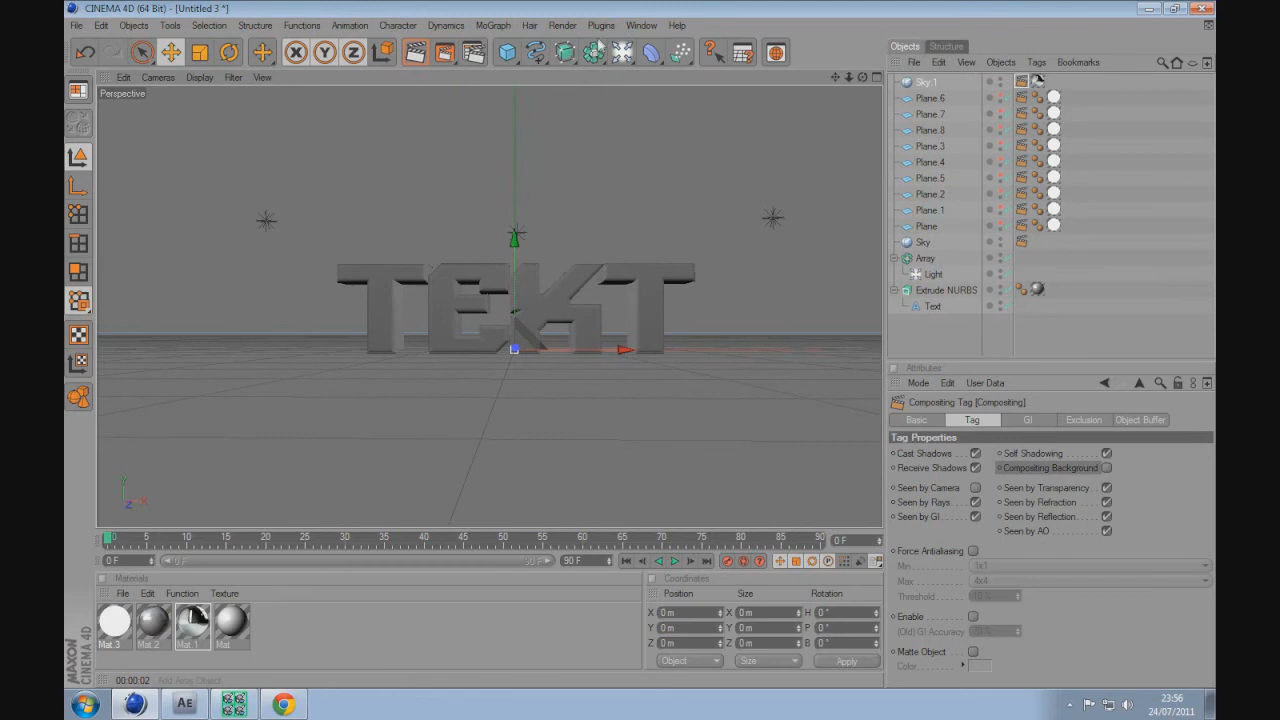 CINEMA 4D (64 Bit) - [Untitled 3 *]
File Edit Objects Tools Selection Structure Functions Animation Character Dynamics MoGraph Hair Render Plugins Window Help
Edit Cameras Display Filter View
Perspective
TEKT
0 5 10 15 20 25 30 35 40 45 50 55 60 65 70 75 80 85 90
0 F
0 F
90 F
Materials
File Edit Function Texture
Mat.3 Mat.2 Mat.1 Mat
MAXON
CINEMA 4D
00:00:02 Add Array Object
Coordinates
Position Size Rotation
X 0 m X 0 m H 0 °
Y 0 m Y 0 m P 0 °
Z 0 m Z 0 m B 0 °
Object Size Apply
Objects Structure
File Edit View Objects Tags Bookmarks
Sky.1
Plane.6
Plane.7
Plane.8
Plane.3
Plane.4
Plane.5
Plane.2
Plane.1
Plane
Sky
Array
Light
Extrude NURBS
Text
Attributes
Mode Edit User Data
Compositing Tag [Compositing]
Basic Tag GI Exclusion Object Buffer
Tag Properties
Cast Shadows Self Shadowing
Receive Shadows Compositing Background
Seen by Camera Seen by Transparency
Seen by Rays Seen by Refraction
Seen by GI Seen by Reflection
Seen by AO
Force Antialiasing
Min 1x1
Max 4x4
Threshold 10 %
Enable
(Old) GI Accuracy
Matte Object
Color
Ae
23:56
24/07/2011